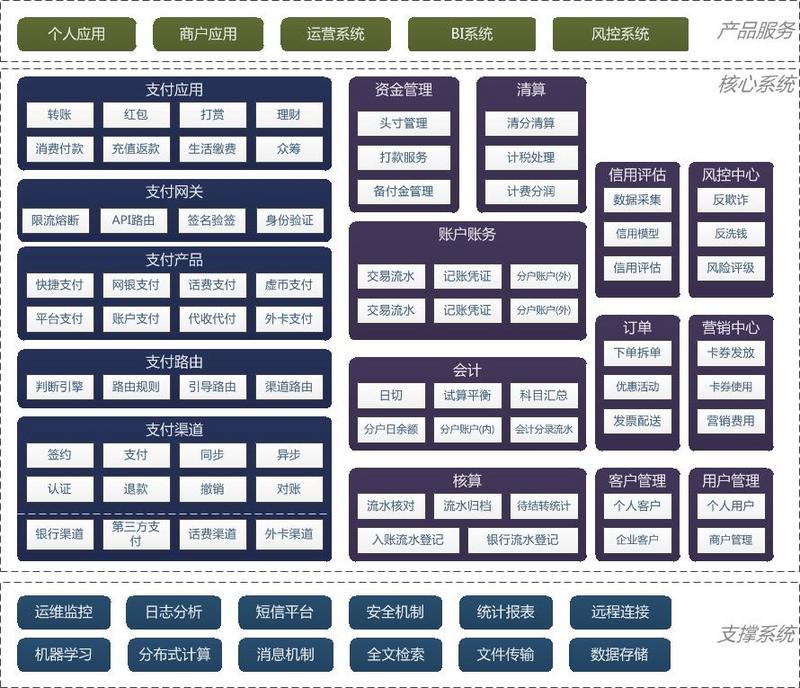 个人应用 商户应用 运营系统 BI系统 风控系统 产品服务
核心系统
支付应用
转账 红包 打赏 理财
消费付款 充值返款 生活缴费 众筹
支付网关
限流熔断 API路由 签名验签 身份验证
支付产品
快捷支付 网银支付 话费支付 虚币支付
平台支付 账户支付 代收代付 外卡支付
支付路由
判断引擎 路由规则 引导路由 渠道路由
支付渠道
签约 支付 同步 异步
认证 退款 撤销 对账
银行渠道 第三方支付 话费渠道 外卡渠道
资金管理
头寸管理
打款服务
备付金管理
清算
清分清算
计税处理
计费分润
账户账务
交易流水 记账凭证 分户账户(外)
交易流水 记账凭证 分户账户(外)
会计
日切 试算平衡 科目汇总
分户日余额 分户账户(内) 会计分录流水
核算
流水核对 流水归档 待结转统计
入账流水登记 银行流水登记
信用评估
数据采集
信用模型
信用评估
风控中心
反欺诈
反洗钱
风险评级
订单
下单拆单
优惠活动
发票配送
营销中心
卡券发放
卡券使用
营销费用
客户管理
个人客户
企业客户
用户管理
个人用户
商户管理
运维监控 日志分析 短信平台 安全机制 统计报表 远程连接
支撑系统
机器学习 分布式计算 消息机制 全文检索 文件传输 数据存储